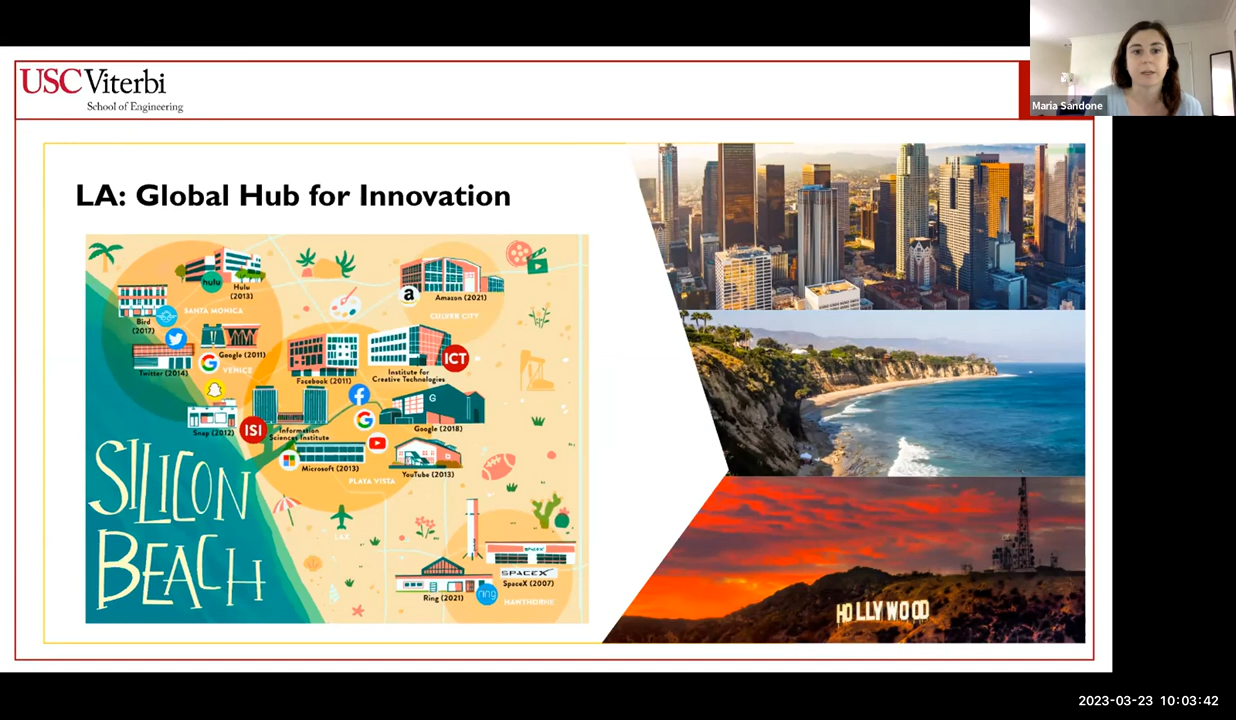 USC Viterbi
School of Engineering
Maria Sandone
LA: Global Hub for Innovation
hulu
Hulu
(2013)
Bird
(2017)
SANTA MONICA
a
Amazon (2021)
CULVER CITY
Google (2011)
Twitter (2014)
G
VENICE
Facebook (2011)
Institute for
Creative Technologies
ICT
Snap (2012)
ISI
Information
Sciences Institute
f
G
G
Google (2018)
Microsoft (2013)
YouTube (2013)
PLAYA VISTA
SILICON
BEACH
LAX
SPACEX
SpaceX (2007)
Ring (2021)
ring
HAWTHORNE
HOLLYWOOD
2023-03-23 10:03:42